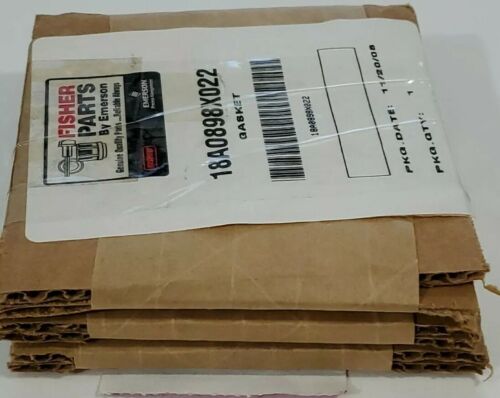 FISHER
PARTS
By Emerson
Genuine Quality Parts...Reliable Always.
EMERSON
18A0898X022
GASKET
18A0898X022
PKG.DATE: 11/20/08
PKG.QTY: 1